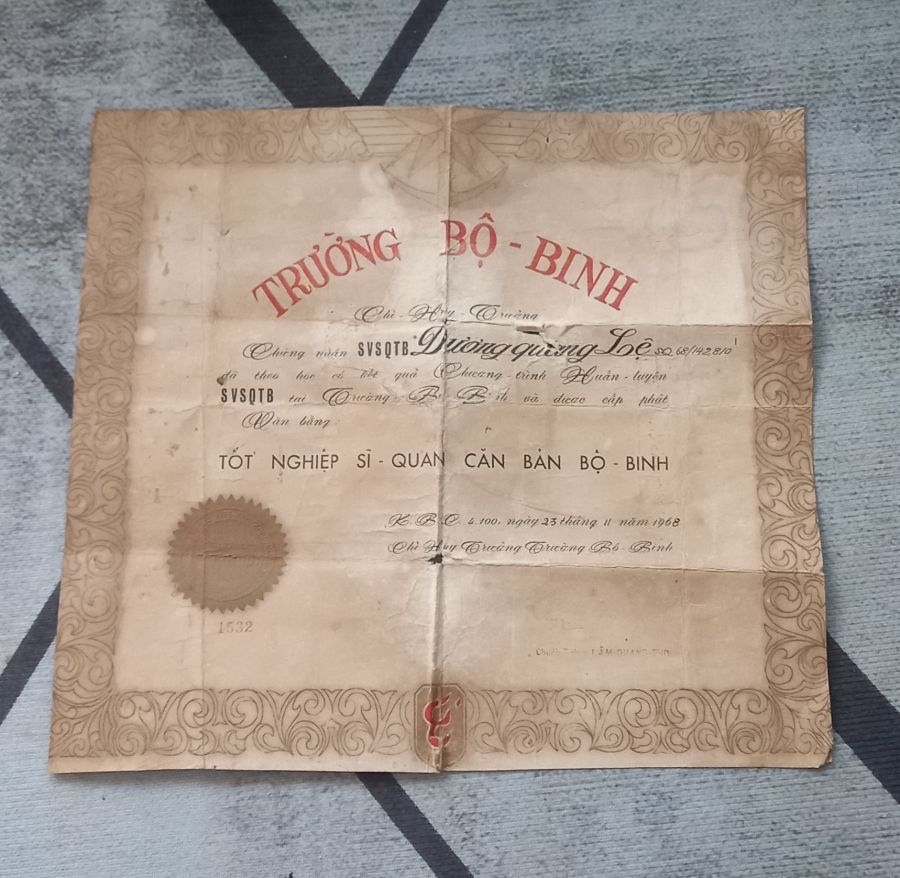 TRƯỜNG BỘ - BINH
Chỉ - Huy - Trưởng
Chứng nhận SVSQTB Dương quang Lệ SQ 68/142810
đã theo học có kết quả Chương - trình Huấn - luyện
SVSQTB tại Trường Bộ Binh và được cấp phát
Văn bằng:
TỐT NGHIỆP SĨ - QUAN CĂN BẢN BỘ - BINH
K.B.C. 4.100, ngày 23 tháng 11 năm 1968
Chỉ Huy Trưởng Trường Bộ - Binh
1532
LÂM QUANG THƠ